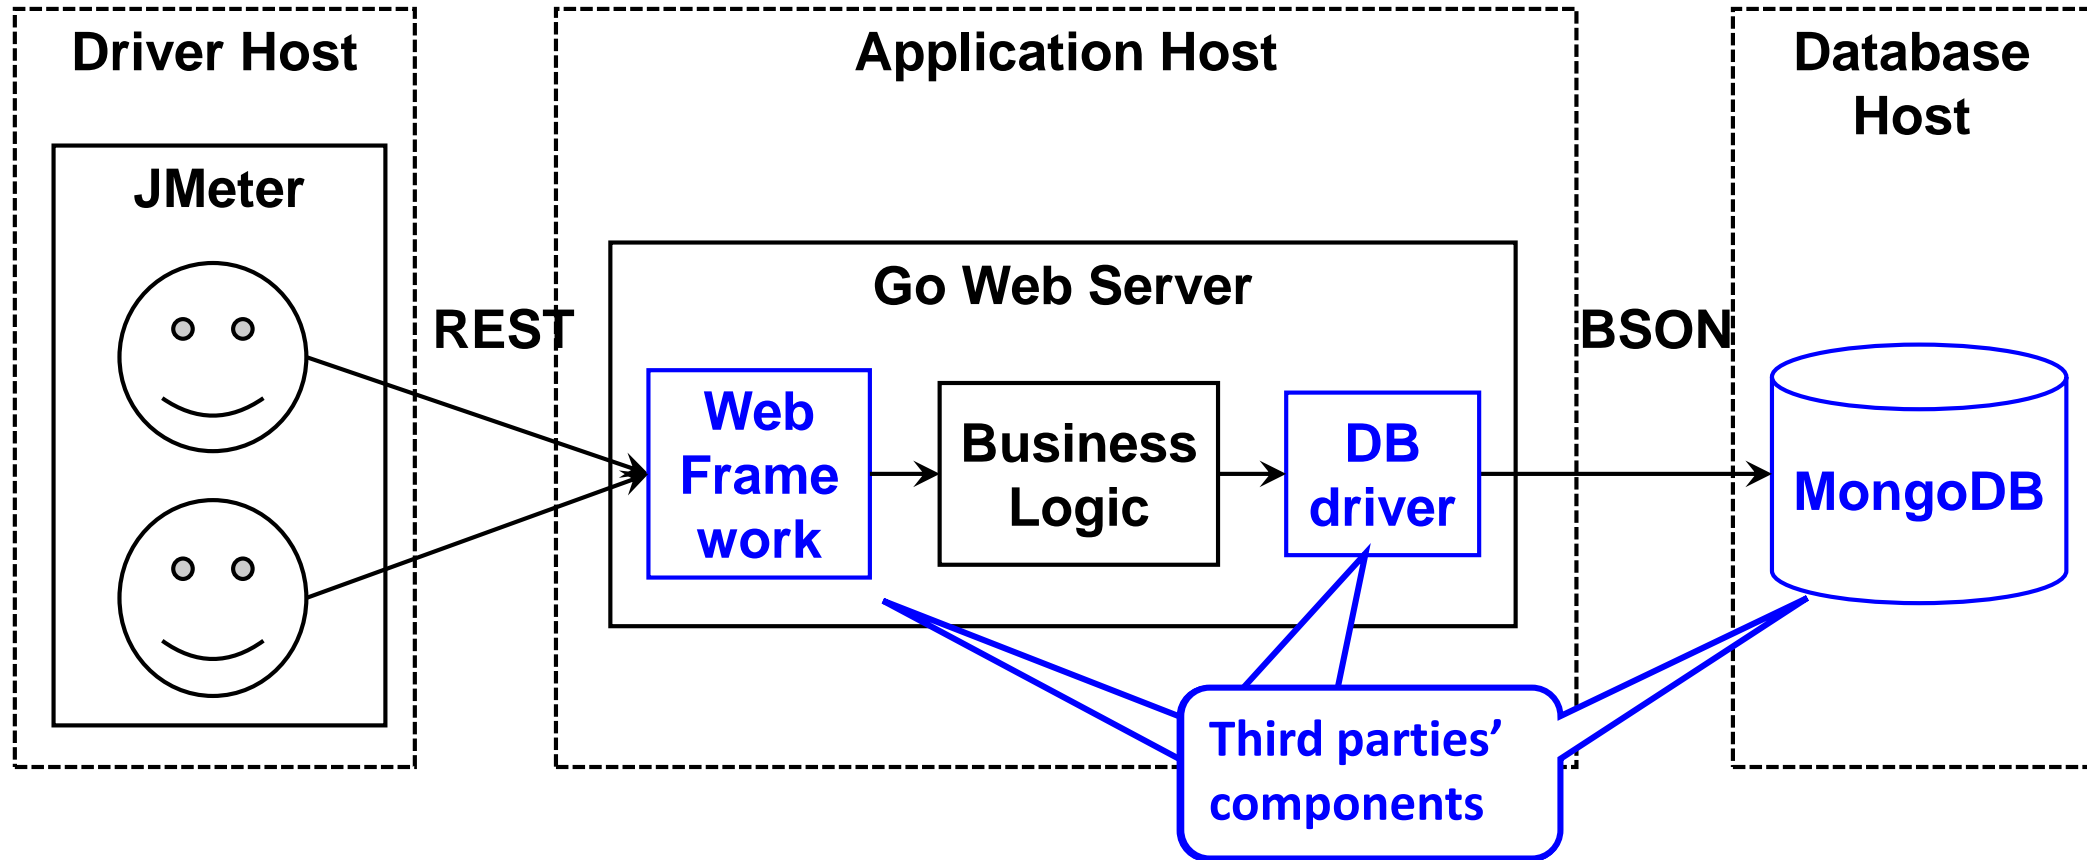 Driver Host
JMeter
REST
Application Host
Go Web Server
Web
Frame
work
Business
Logic
DB
driver
BSON
Database
Host
MongoDB
Third parties’
components